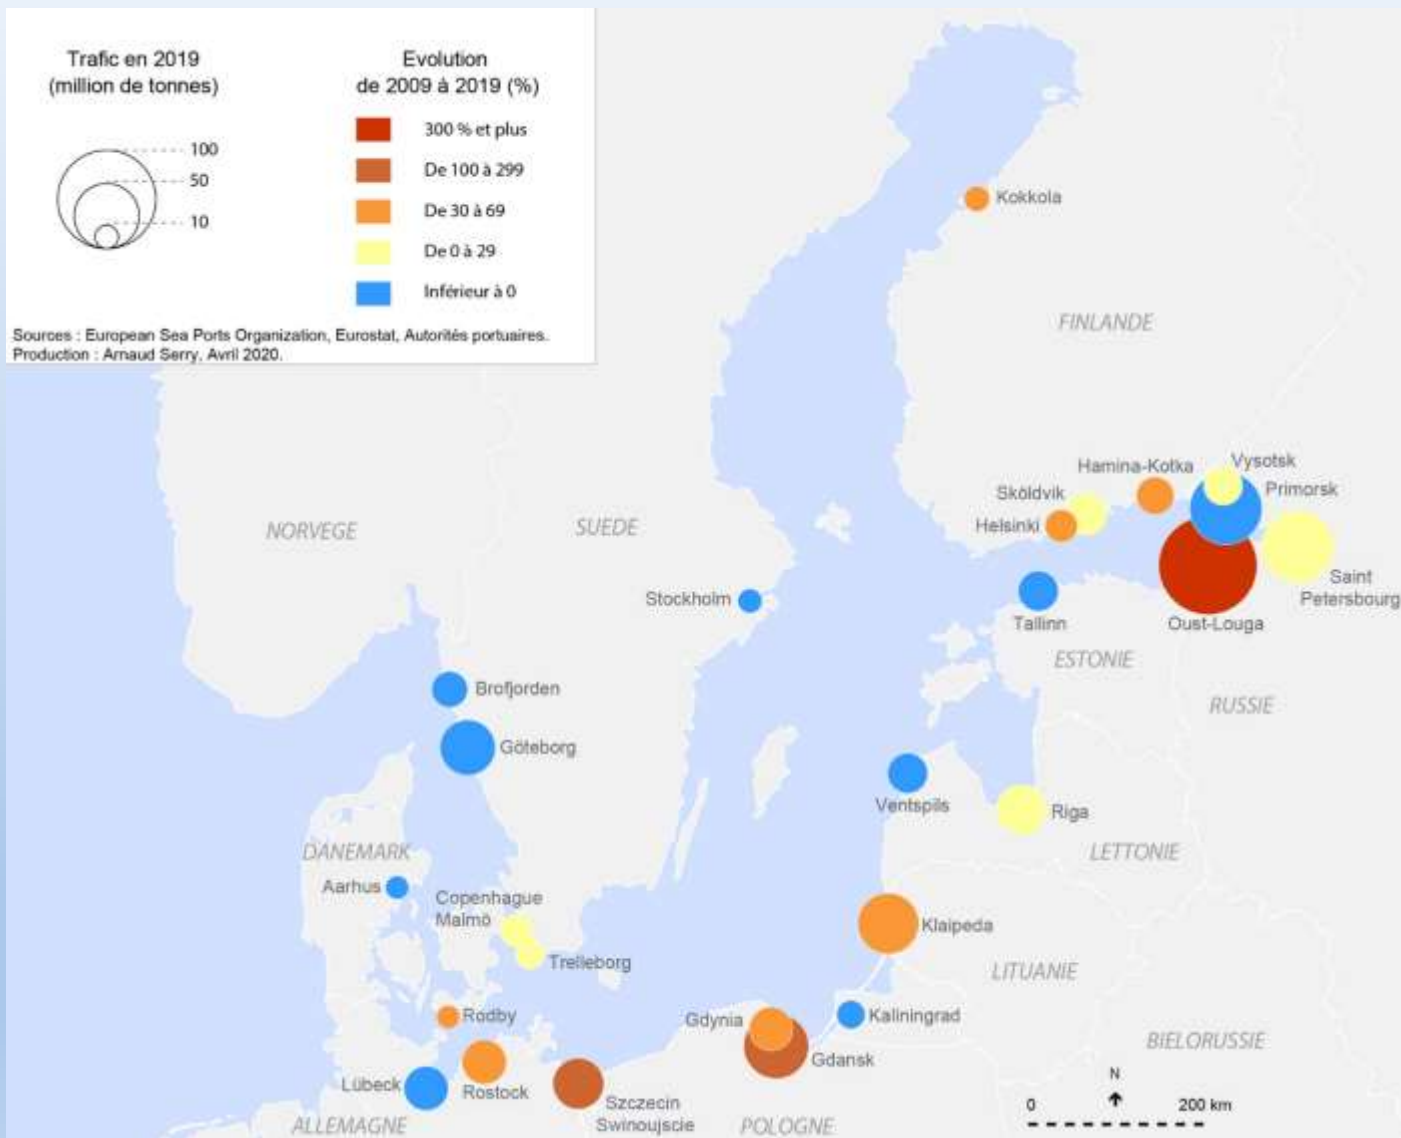 Trafic en 2019
(million de tonnes)
100
50
10
Evolution
de 2009 à 2019 (%)
300 % et plus
De 100 à 299
De 30 à 69
De 0 à 29
Inférieur à 0
Sources : European Sea Ports Organization, Eurostat, Autorités portuaires.
Production : Arnaud Serry, Avril 2020.
Kokkola
FINLANDE
Vysotsk
Hamina-Kotka
Primorsk
Sköldvik
Helsinki
NORVEGE
SUEDE
Saint
Petersbourg
Stockholm
Tallinn
Oust-Louga
ESTONIE
Brofjorden
RUSSIE
Göteborg
Ventspils
Riga
DANEMARK
LETTONIE
Aarhus
Copenhague
Malmö
Klaipeda
Trelleborg
LITUANIE
Rodby
Gdynia
Kaliningrad
BIELORUSSIE
Gdansk
Lübeck
Rostock
Szczecin
Swinoujscie
ALLEMAGNE
POLOGNE
N
0
200 km